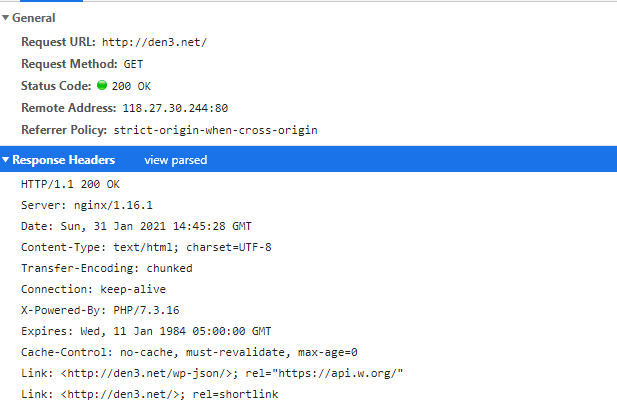 General
Request URL: http://den3.net/
Request Method: GET
Status Code: 200 OK
Remote Address: 118.27.30.244:80
Referrer Policy: strict-origin-when-cross-origin
Response Headers view parsed
HTTP/1.1 200 OK
Server: nginx/1.16.1
Date: Sun, 31 Jan 2021 14:45:28 GMT
Content-Type: text/html; charset=UTF-8
Transfer-Encoding: chunked
Connection: keep-alive
X-Powered-By: PHP/7.3.16
Expires: Wed, 11 Jan 1984 05:00:00 GMT
Cache-Control: no-cache, must-revalidate, max-age=0
Link: <http://den3.net/wp-json/>; rel="https://api.w.org/"
Link: <http://den3.net/>; rel=shortlink